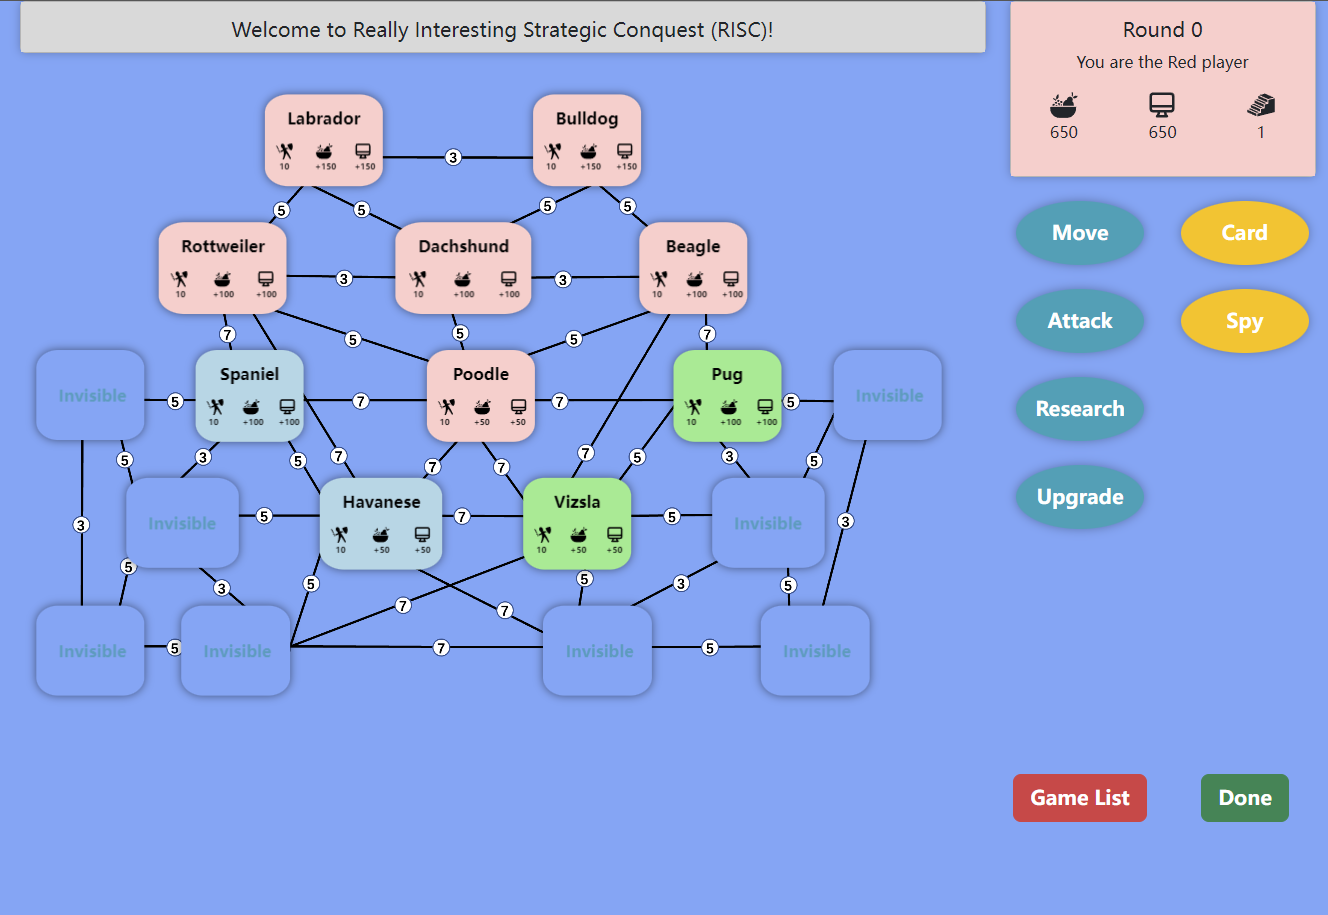 Welcome to Really Interesting Strategic Conquest (RISC)!
Round 0
You are the Red player
650 650 1
Labrador
10 +150 +150
3
Bulldog
10 +150 +150
Move Card
5 5 5 5
Rottweiler
10 +100 +100
3
Dachshund
10 +100 +100
3
Beagle
10 +100 +100
Attack Spy
7 5 5 5 7
Invisible
5
Spaniel
10 +100 +100
7
Poodle
10 +50 +50
7
Pug
10 +100 +100
5
Invisible
Research
5 3 5 7 7 7 7 5 3 5
Upgrade
3
Invisible
5
Havanese
10 +50 +50
7
Vizsla
10 +50 +50
5
Invisible
3
5 3 5 7 7 5 3 5
Invisible
5
Invisible
7
Invisible
5
Invisible
Game List Done